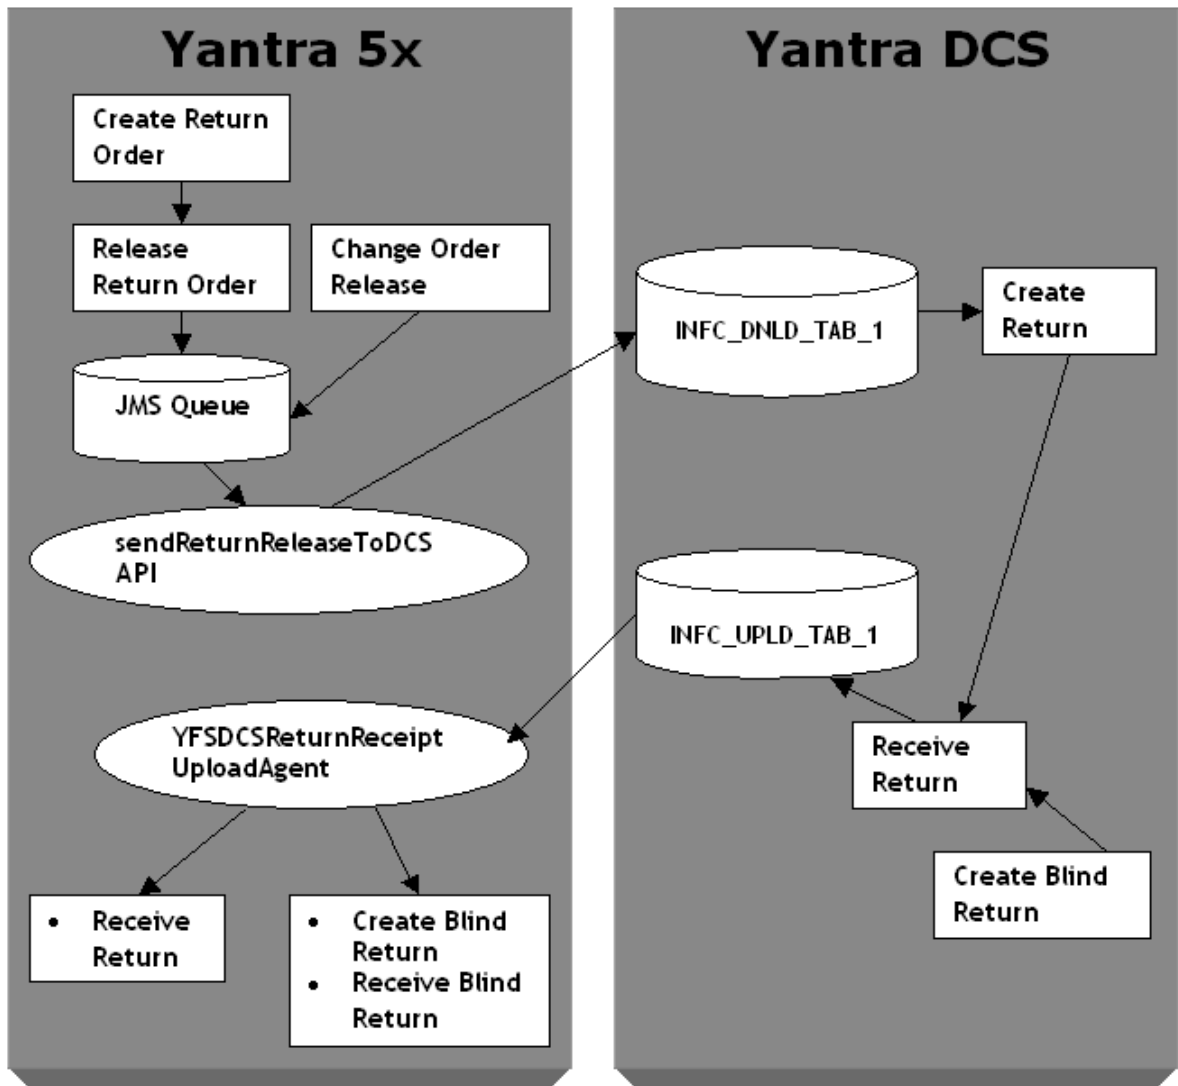 Yantra 5x
Create Return
Order
Release
Return Order
Change Order
Release
JMS Queue
sendReturnReleaseToDCS
API
YFSDCSReturnReceipt
UploadAgent
• Receive
Return
• Create Blind
Return
• Receive Blind
Return
Yantra DCS
INFC_DNLD_TAB_1
Create
Return
INFC_UPLD_TAB_1
Receive
Return
Create Blind
Return